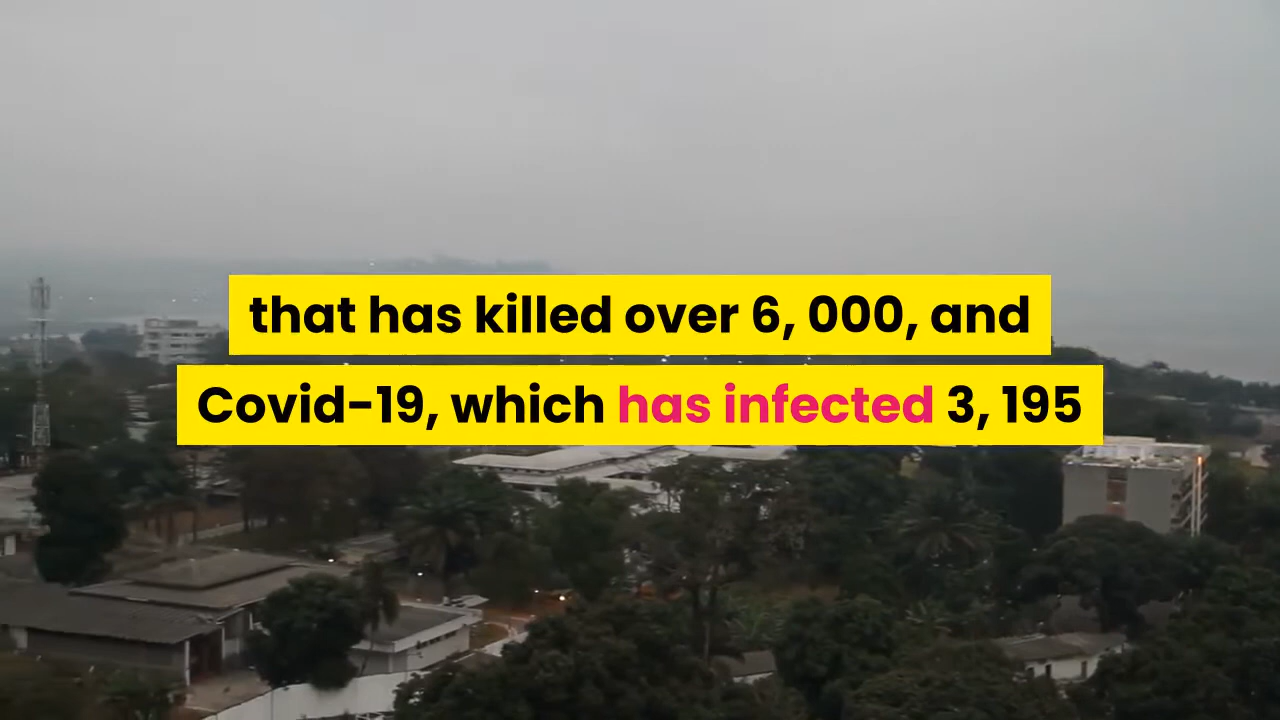 that has killed over 6, 000, and
Covid-19, which has infected 3, 195